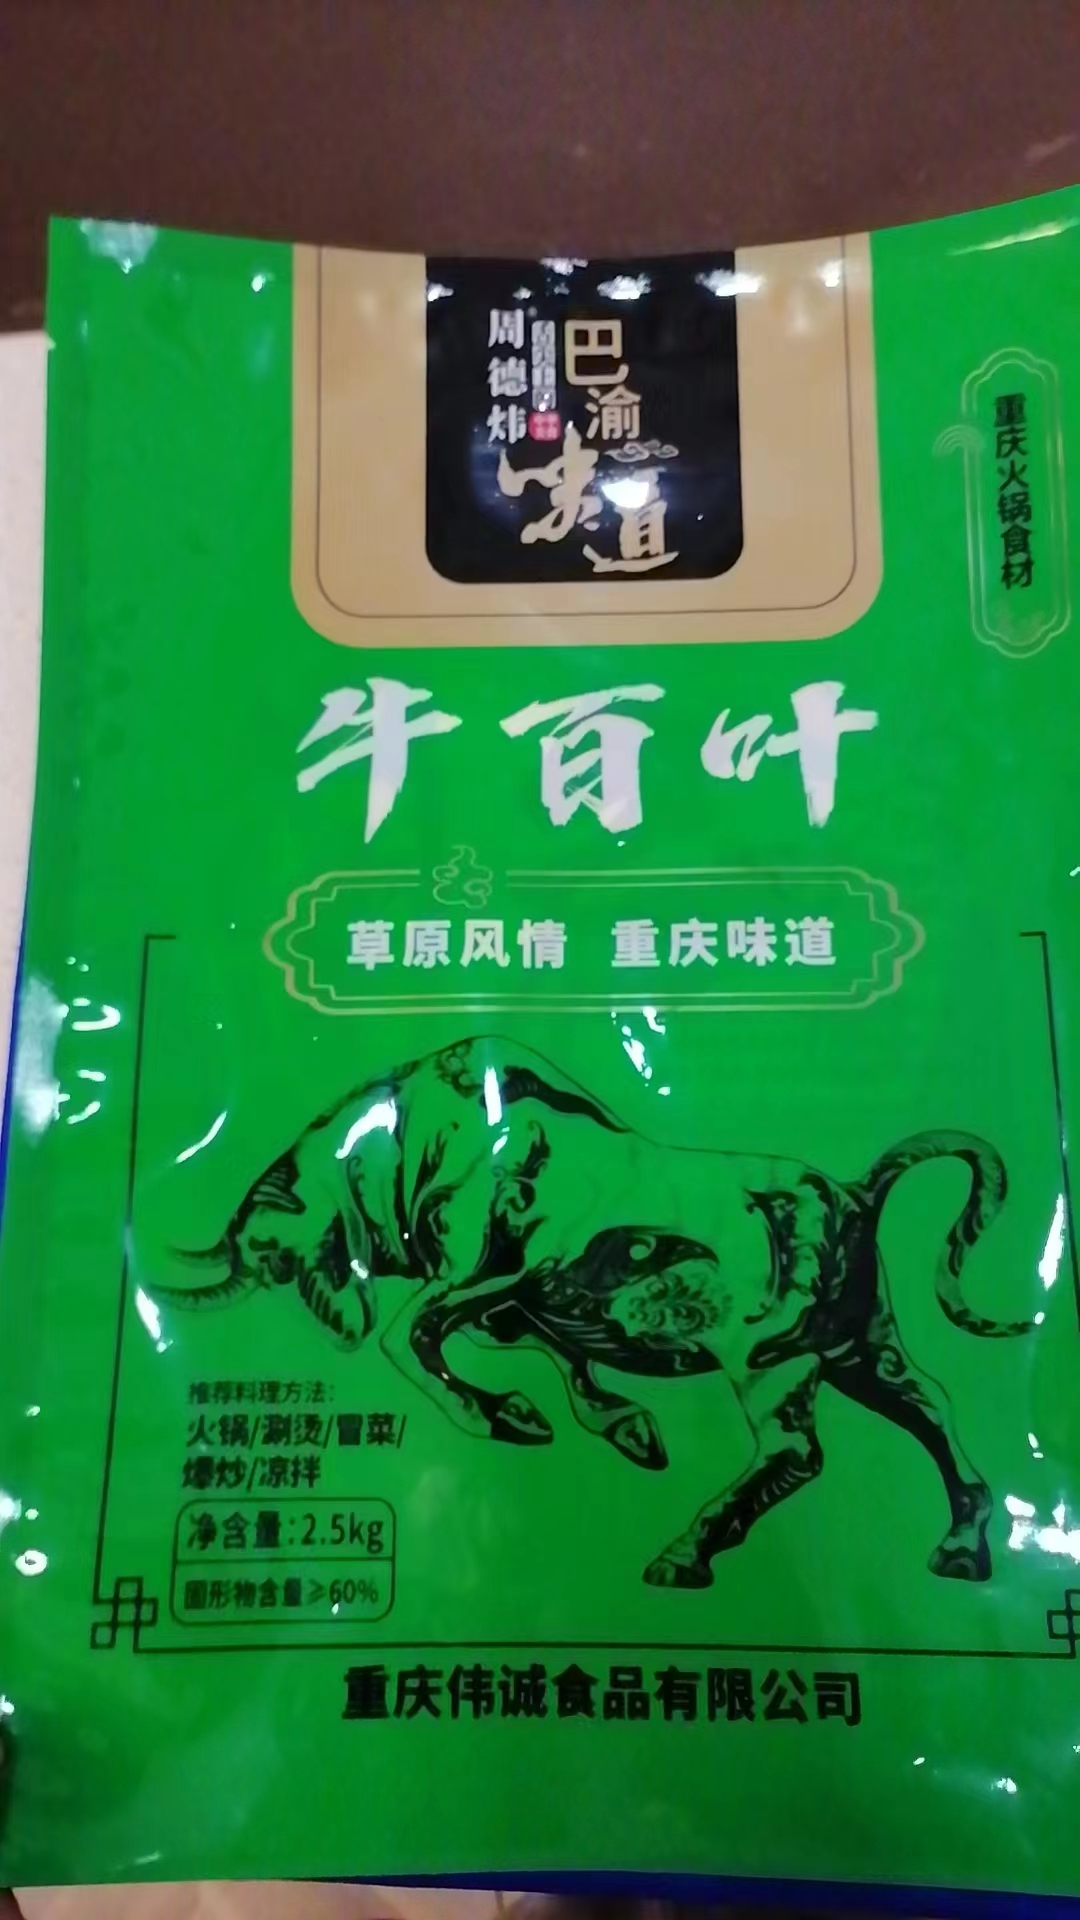 周德炜
巴渝
味道
重庆火锅食材
牛百叶
草原风情 重庆味道
推荐料理方法:
火锅/涮烫/冒菜/
爆炒/凉拌
净含量:2.5kg
固形物含量≥60%
重庆伟诚食品有限公司